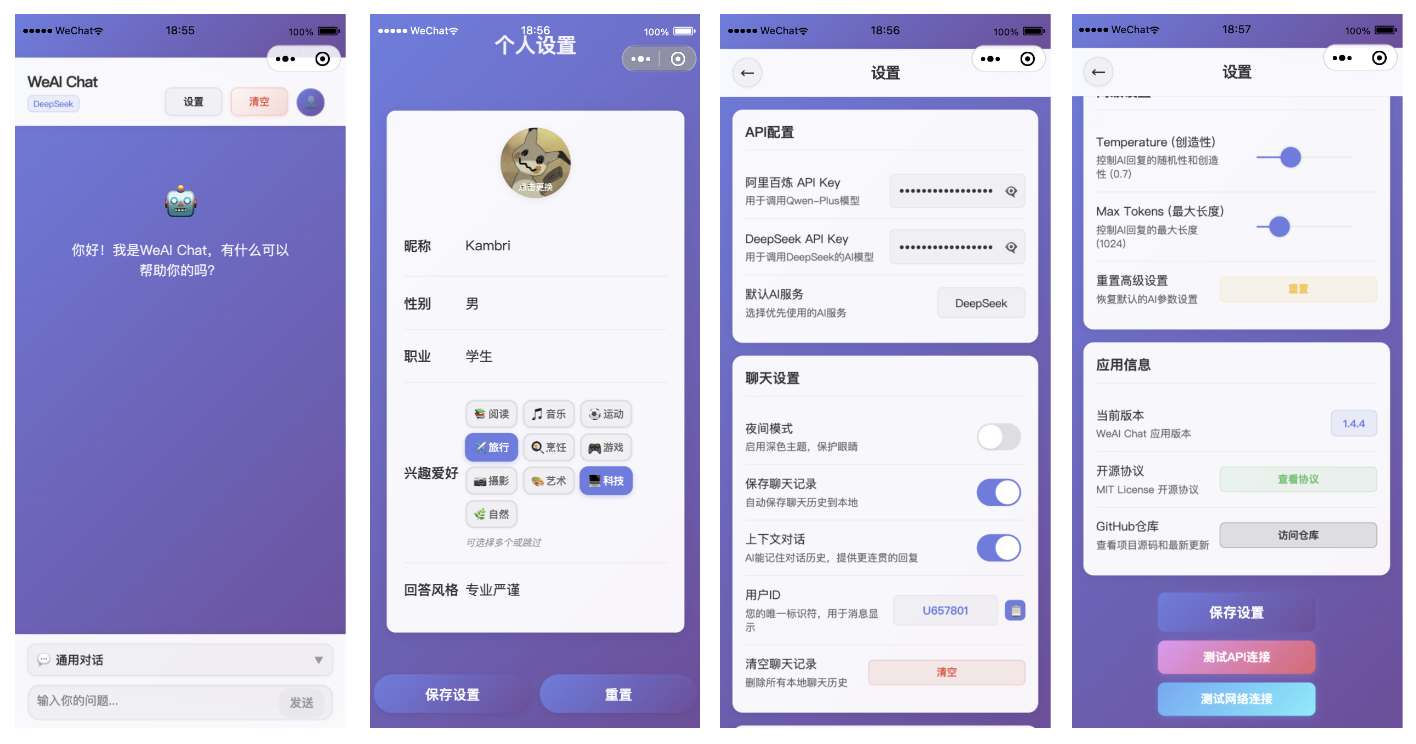 WeChat
18:55
100%
WeAI Chat
DeepSeek
设置
清空
你好！我是WeAI Chat，有什么可以
帮助你的吗？
通用对话
输入你的问题...
发送
WeChat
18:56
100%
个人设置
点击更换
昵称
Kambri
性别
男
职业
学生
兴趣爱好
阅读
音乐
运动
旅行
烹饪
游戏
摄影
艺术
科技
自然
可选择多个或跳过
回答风格
专业严谨
保存设置
重置
WeChat
18:56
100%
设置
API配置
阿里百炼 API Key
用于调用Qwen-Plus模型
DeepSeek API Key
用于调用DeepSeek的AI模型
默认AI服务
选择优先使用的AI服务
DeepSeek
聊天设置
夜间模式
启用深色主题，保护眼睛
保存聊天记录
自动保存聊天历史到本地
上下文对话
AI能记住对话历史，提供更连贯的回复
用户ID
您的唯一标识符，用于消息显
示
U657801
清空聊天记录
删除所有本地聊天历史
清空
WeChat
18:57
100%
设置
Temperature (创造性)
控制AI回复的随机性和创造
性 (0.7)
Max Tokens (最大长度)
控制AI回复的最大长度
(1024)
重置高级设置
恢复默认的AI参数设置
重置
应用信息
当前版本
WeAI Chat 应用版本
1.4.4
开源协议
MIT License 开源协议
查看协议
GitHub仓库
查看项目源码和最新更新
访问仓库
保存设置
测试API连接
测试网络连接